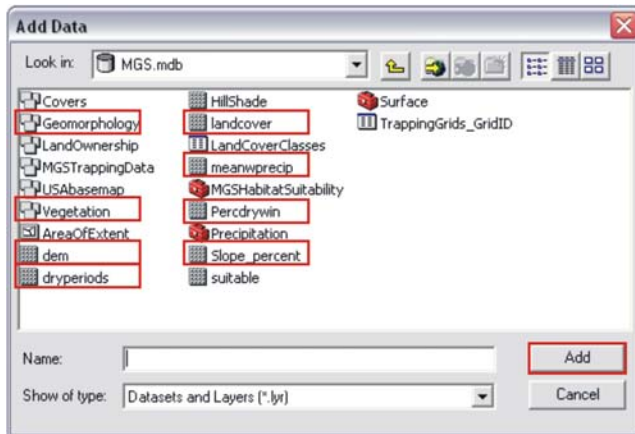 Add Data
Look in: MGS.mdb
Covers
Geomorphology
LandOwnership
MGSTrappingData
USAbasemap
Vegetation
AreaOfExtent
dem
dryperiods
HillShade
landcover
LandCoverClasses
meanwprecip
MGSHabitatSuitability
Percdrywin
Precipitation
Slope_percent
suitable
Surface
TrappingGrids_GridID
Name:
Add
Show of type: Datasets and Layers (*.lyr)
Cancel